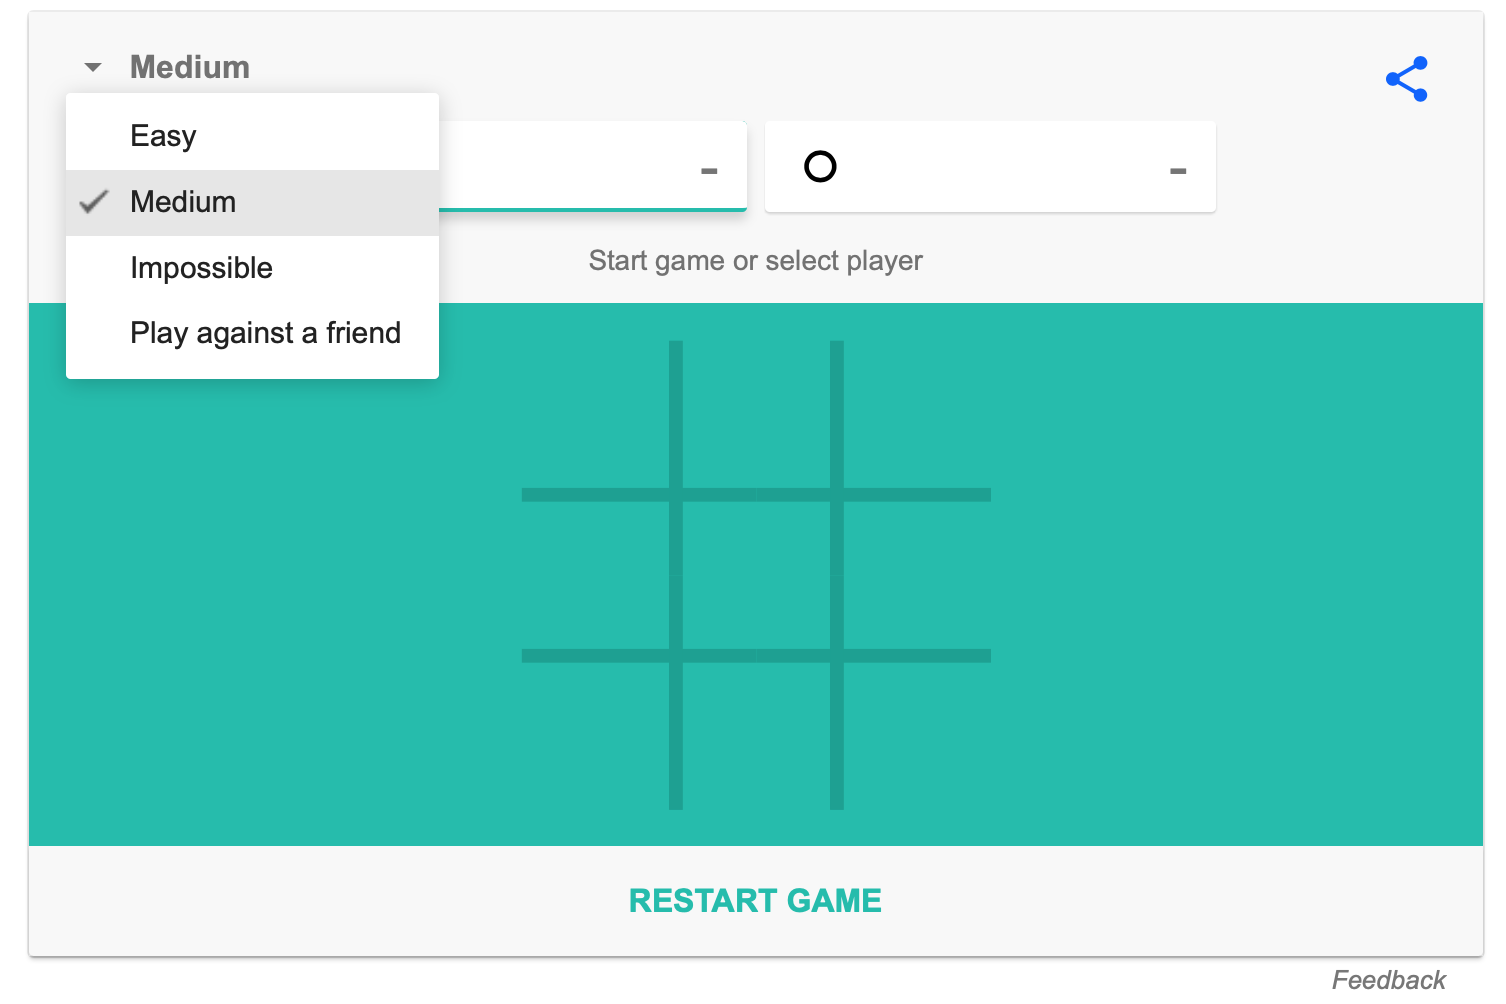 Medium
Easy
Medium
Impossible
Play against a friend
-
-
Start game or select player
RESTART GAME
Feedback